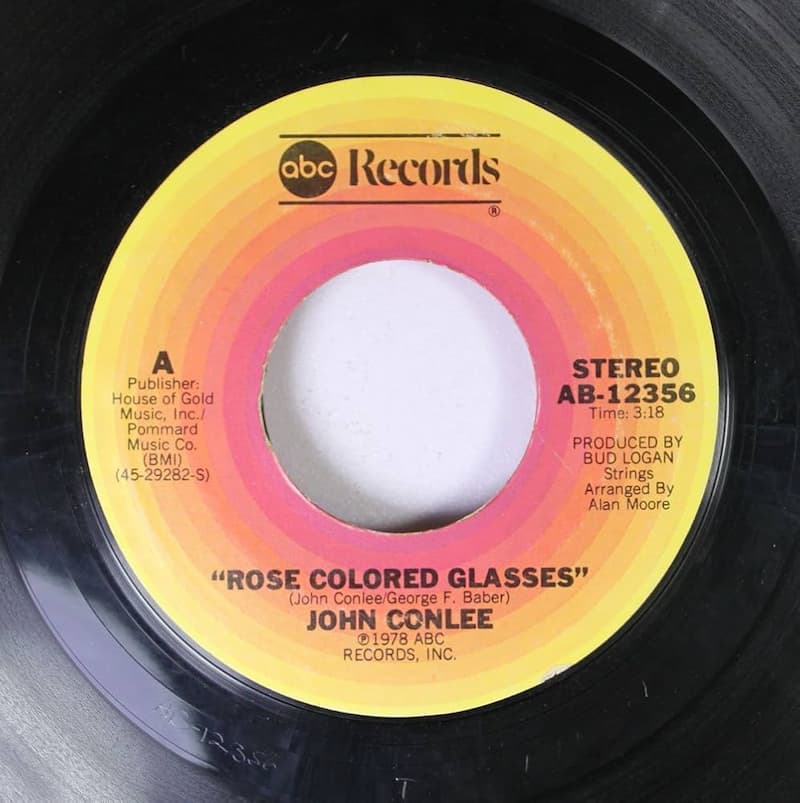 abc Records
®
A
Publisher:
House of Gold
Music, Inc./
Pommard
Music Co.
(BMI)
(45-29282-S)
STEREO
AB-12356
Time: 3:18
PRODUCED BY
BUD LOGAN
Strings
Arranged By
Alan Moore
“ROSE COLORED GLASSES”
(John Conlee/George F. Baber)
JOHN CONLEE
℗1978 ABC
RECORDS, INC.
T